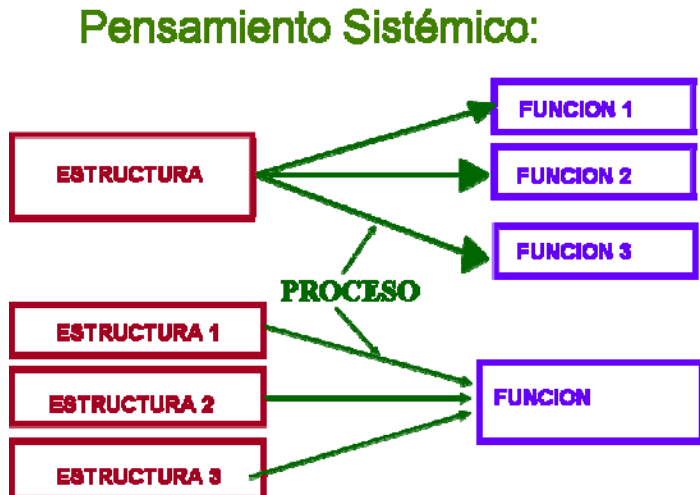 Pensamiento Sistémico:
FUNCION 1
ESTRUCTURA
FUNCION 2
FUNCION 3
PROCESO
ESTRUCTURA 1
ESTRUCTURA 2
FUNCION
ESTRUCTURA 3